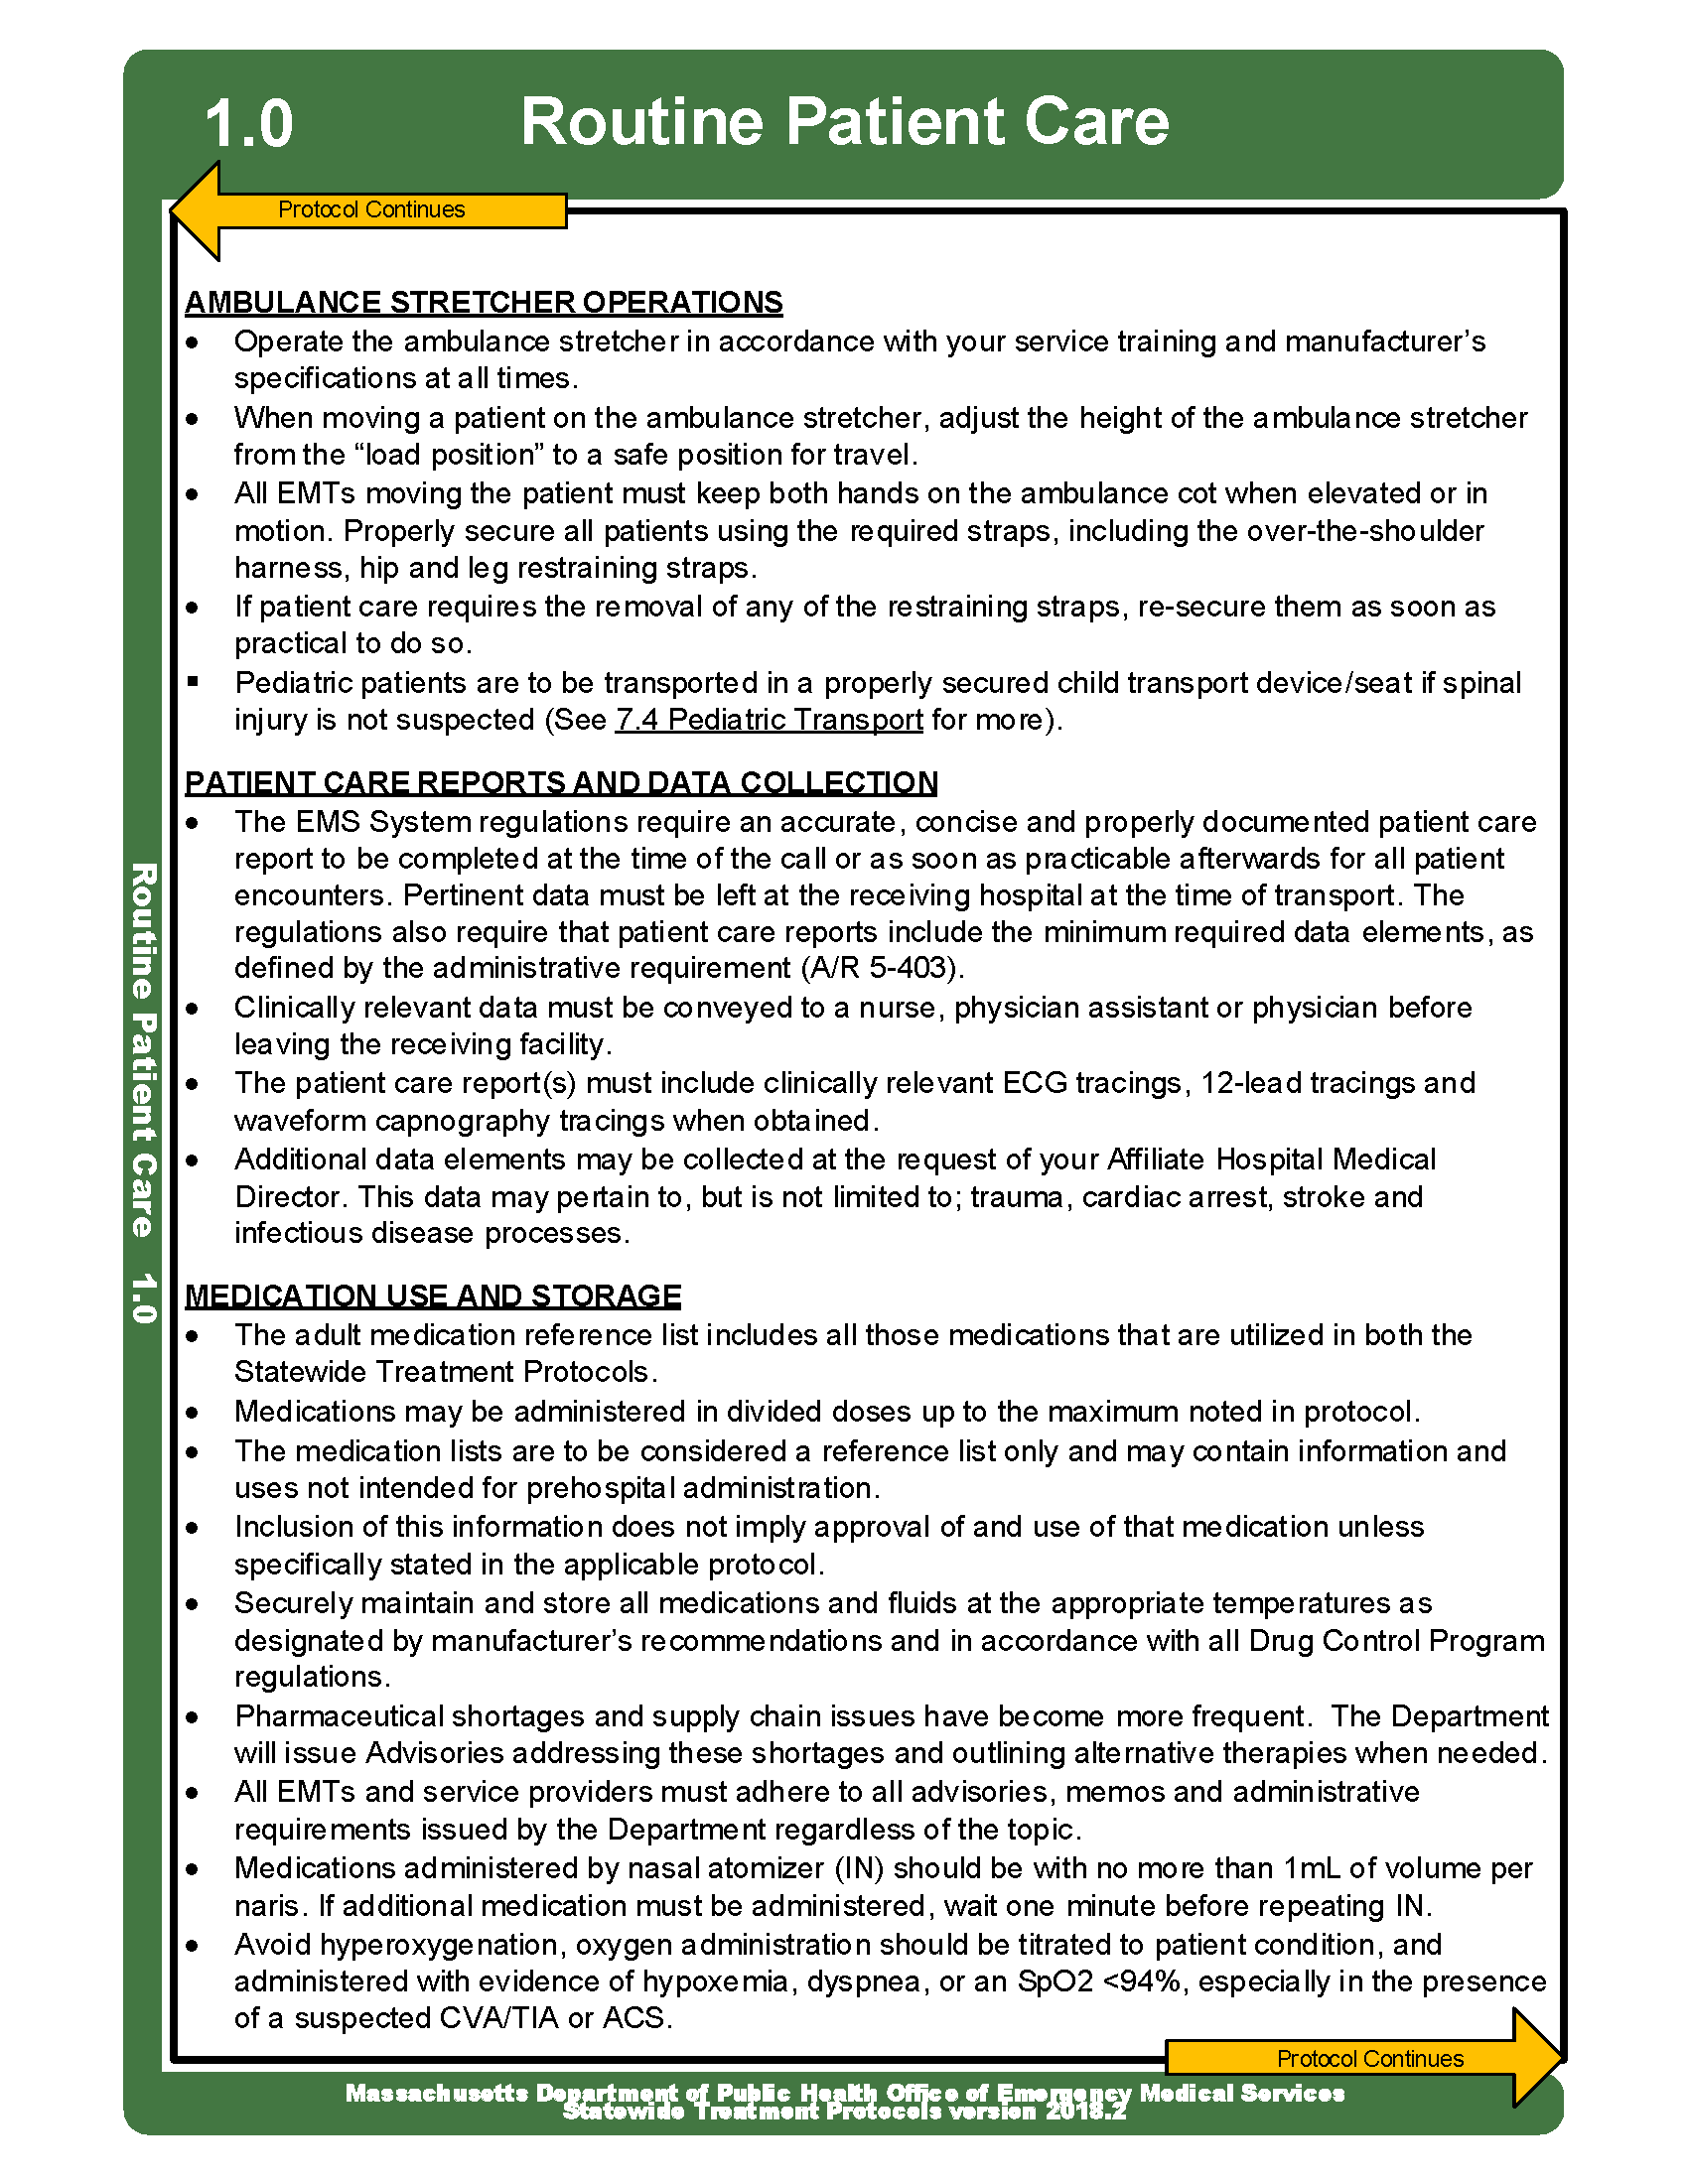 1.0 Routine Patient Care
Protocol Continues
AMBULANCE STRETCHER OPERATIONS
• Operate the ambulance stretcher in accordance with your service training and manufacturer’s
specifications at all times.
• When moving a patient on the ambulance stretcher, adjust the height of the ambulance stretcher
from the “load position” to a safe position for travel.
• All EMTs moving the patient must keep both hands on the ambulance cot when elevated or in
motion. Properly secure all patients using the required straps, including the over-the-shoulder
harness, hip and leg restraining straps.
• If patient care requires the removal of any of the restraining straps, re-secure them as soon as
practical to do so.
▪ Pediatric patients are to be transported in a properly secured child transport device/seat if spinal
injury is not suspected (See 7.4 Pediatric Transport for more).
PATIENT CARE REPORTS AND DATA COLLECTION
• The EMS System regulations require an accurate, concise and properly documented patient care
report to be completed at the time of the call or as soon as practicable afterwards for all patient
encounters. Pertinent data must be left at the receiving hospital at the time of transport. The
regulations also require that patient care reports include the minimum required data elements, as
defined by the administrative requirement (A/R 5-403).
• Clinically relevant data must be conveyed to a nurse, physician assistant or physician before
leaving the receiving facility.
• The patient care report(s) must include clinically relevant ECG tracings, 12-lead tracings and
waveform capnography tracings when obtained.
• Additional data elements may be collected at the request of your Affiliate Hospital Medical
Director. This data may pertain to, but is not limited to; trauma, cardiac arrest, stroke and
infectious disease processes.
MEDICATION USE AND STORAGE
• The adult medication reference list includes all those medications that are utilized in both the
Statewide Treatment Protocols.
• Medications may be administered in divided doses up to the maximum noted in protocol.
• The medication lists are to be considered a reference list only and may contain information and
uses not intended for prehospital administration.
• Inclusion of this information does not imply approval of and use of that medication unless
specifically stated in the applicable protocol.
• Securely maintain and store all medications and fluids at the appropriate temperatures as
designated by manufacturer’s recommendations and in accordance with all Drug Control Program
regulations.
• Pharmaceutical shortages and supply chain issues have become more frequent. The Department
will issue Advisories addressing these shortages and outlining alternative therapies when needed.
• All EMTs and service providers must adhere to all advisories, memos and administrative
requirements issued by the Department regardless of the topic.
• Medications administered by nasal atomizer (IN) should be with no more than 1mL of volume per
naris. If additional medication must be administered, wait one minute before repeating IN.
• Avoid hyperoxygenation, oxygen administration should be titrated to patient condition, and
administered with evidence of hypoxemia, dyspnea, or an SpO2 <94%, especially in the presence
of a suspected CVA/TIA or ACS.
Protocol Continues
Routine Patient Care 1.0
Massachusetts Department of Public Health Office of Emergency Medical Services
Statewide Treatment Protocols version 2018.2